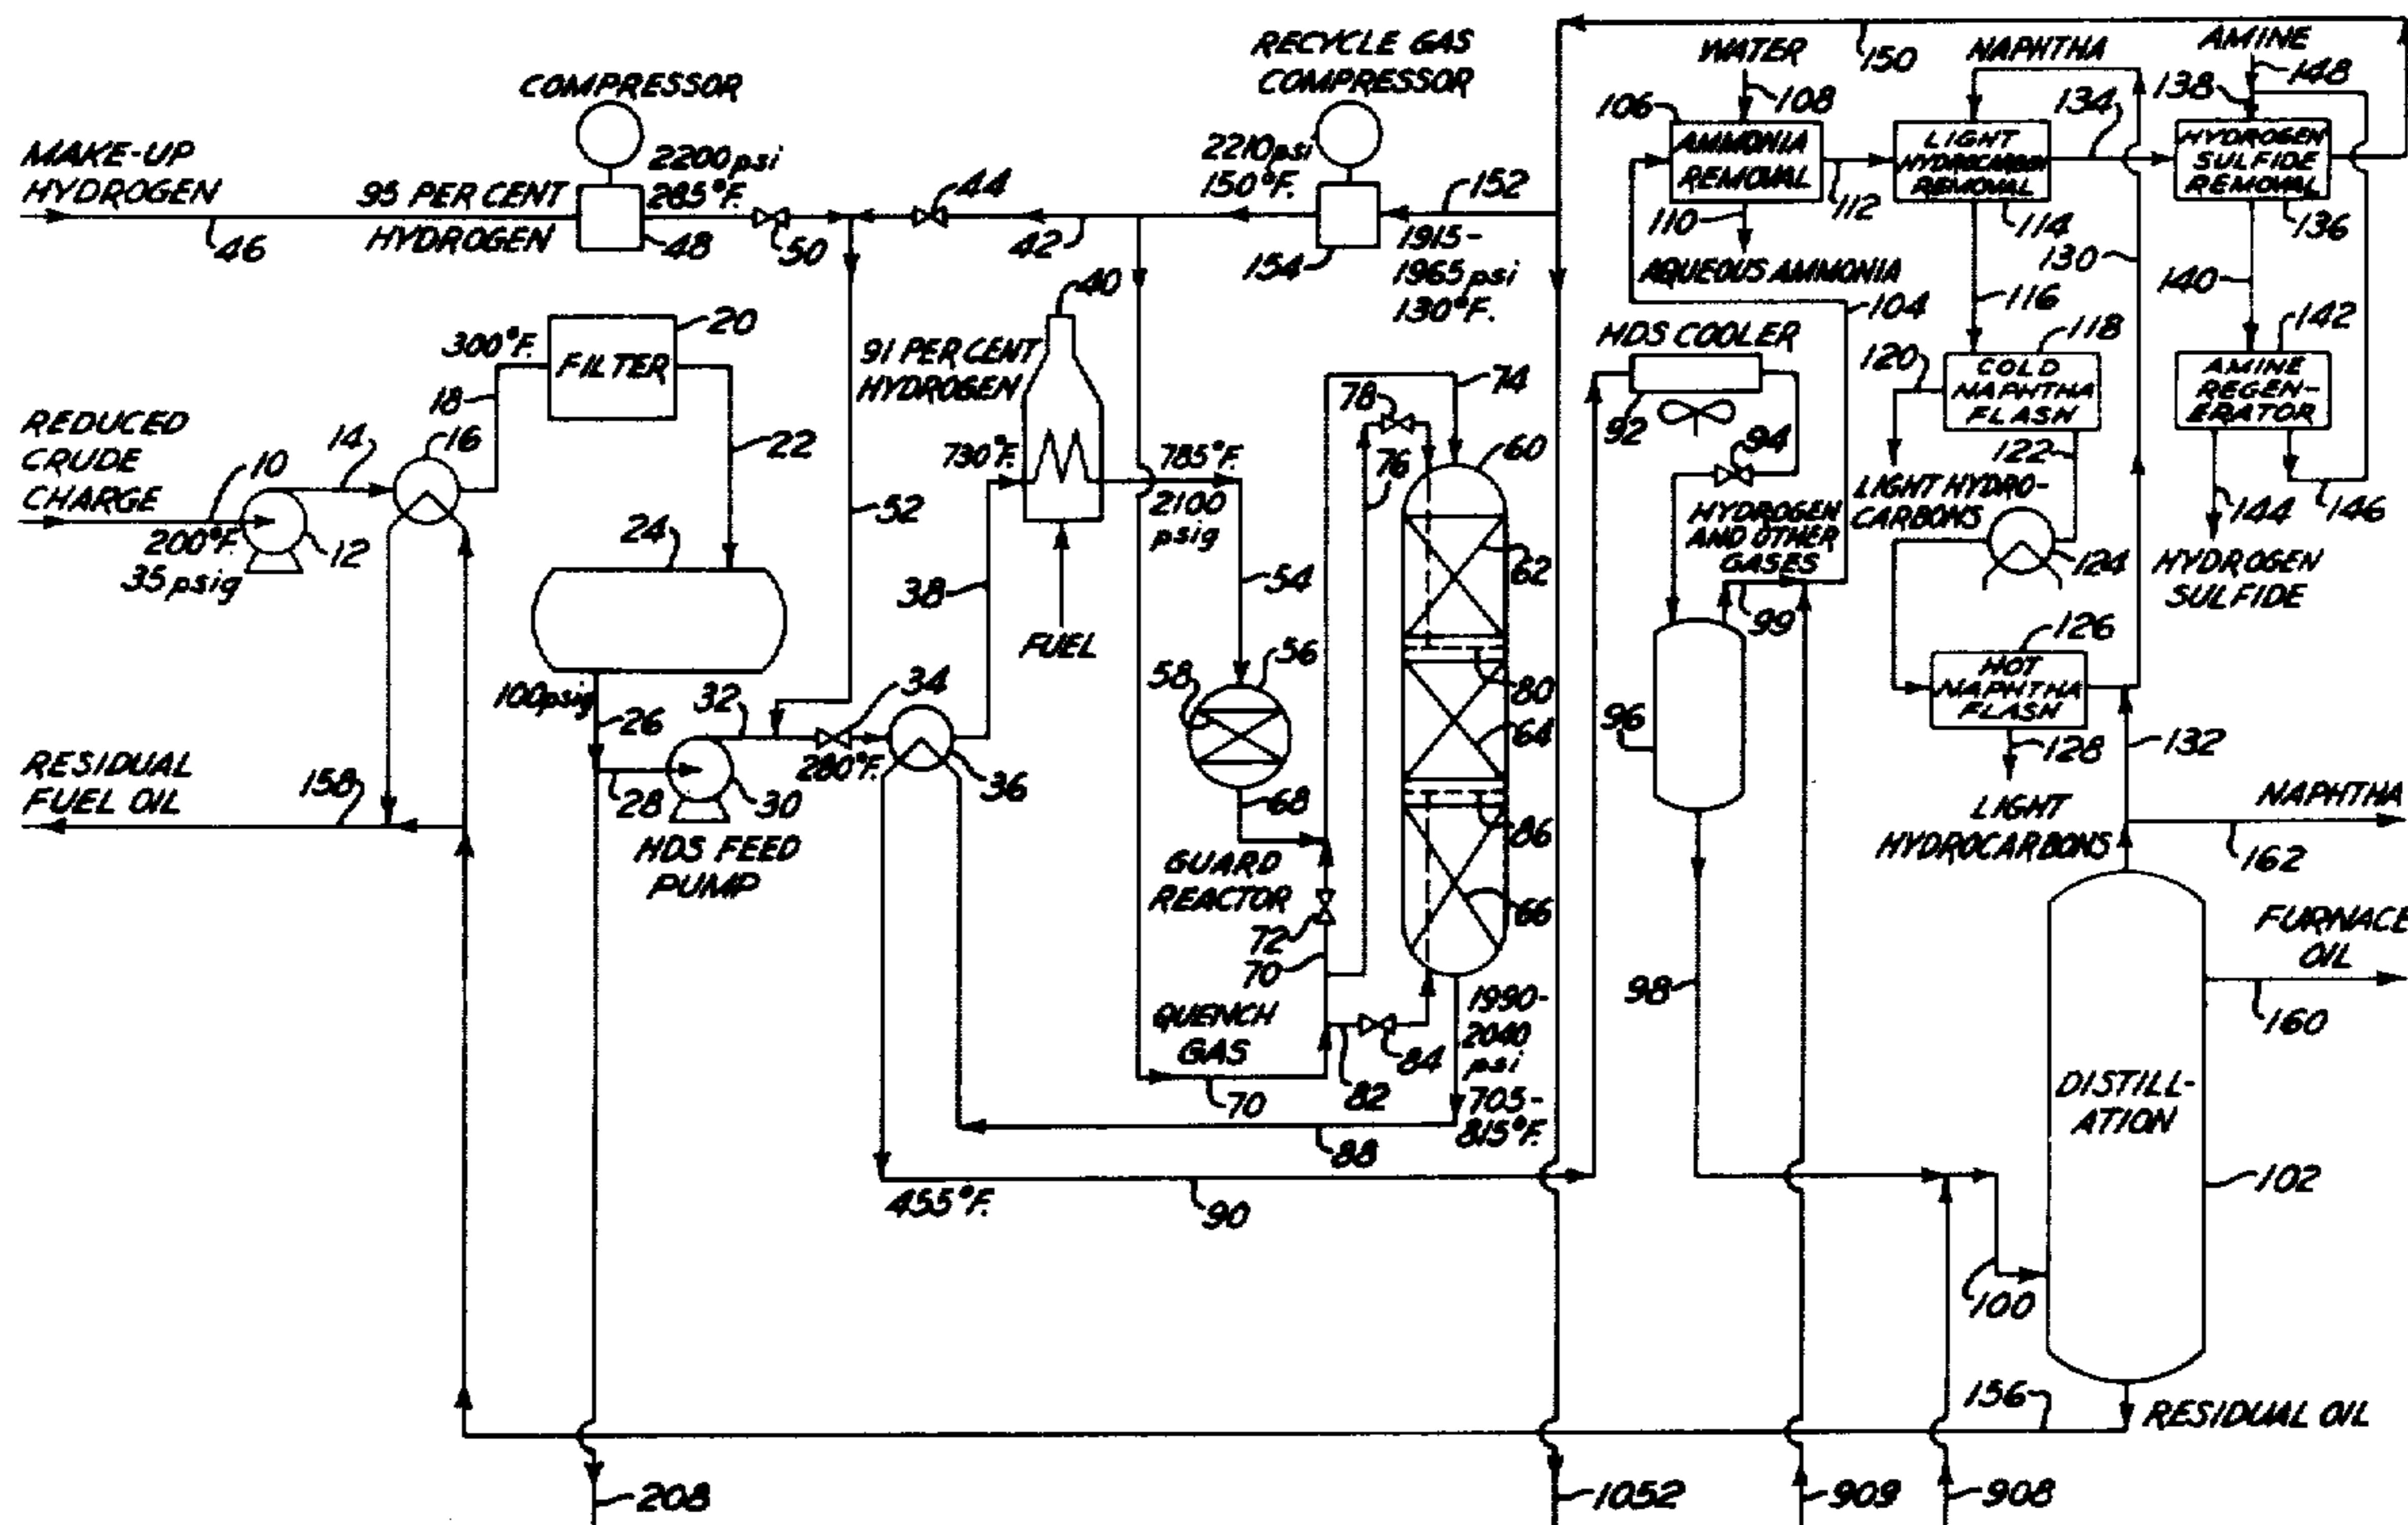 COMPRESSOR
RECYCLE GAS
COMPRESSOR
WATER
150
NAPHTHA
AMINE
148
108
106
138
134
MAKE-UP
HYDROGEN
95 PER CENT
HYDROGEN
2200 psi
285°F.
46
48
50
44
42
2210 psi
150°F.
154
152
1915-
1965 psi
130°F.
AMMONIA
REMOVAL
112
LIGHT
HYDROCARBON
REMOVAL
114
HYDROGEN
SULFIDE
REMOVAL
136
110
AQUEOUS AMMONIA
104
116
130
140
40
300°F.
20
FILTER
18
22
91 PER CENT
HYDROGEN
HDS COOLER
92
94
118
120
COLD
NAPHTHA
FLASH
122
142
AMINE
REGEN-
ERATOR
144
146
HYDROGEN
SULFIDE
REDUCED
CRUDE
CHARGE
10
14
16
200°F.
35 psig
12
52
730°F.
785°F.
2100
psig
74
78
76
60
62
LIGHT HYDRO-
CARBONS
124
HYDROGEN
AND OTHER
GASES
99
24
38
FUEL
54
56
58
80
64
96
126
HOT
NAPHTHA
FLASH
128
132
LIGHT
HYDROCARBONS
100 psig
26
32
34
280°F.
36
28
30
HDS FEED
PUMP
68
RESIDUAL
FUEL OIL
158
GUARD
REACTOR
72
70
86
66
NAPHTHA
162
FURNACE
OIL
160
98
QUENCH
GAS
70
82
84
1990-
2040
psi
705-
815°F.
88
455°F.
90
DISTILL-
ATION
102
100
156
RESIDUAL OIL
208
1052
909
908